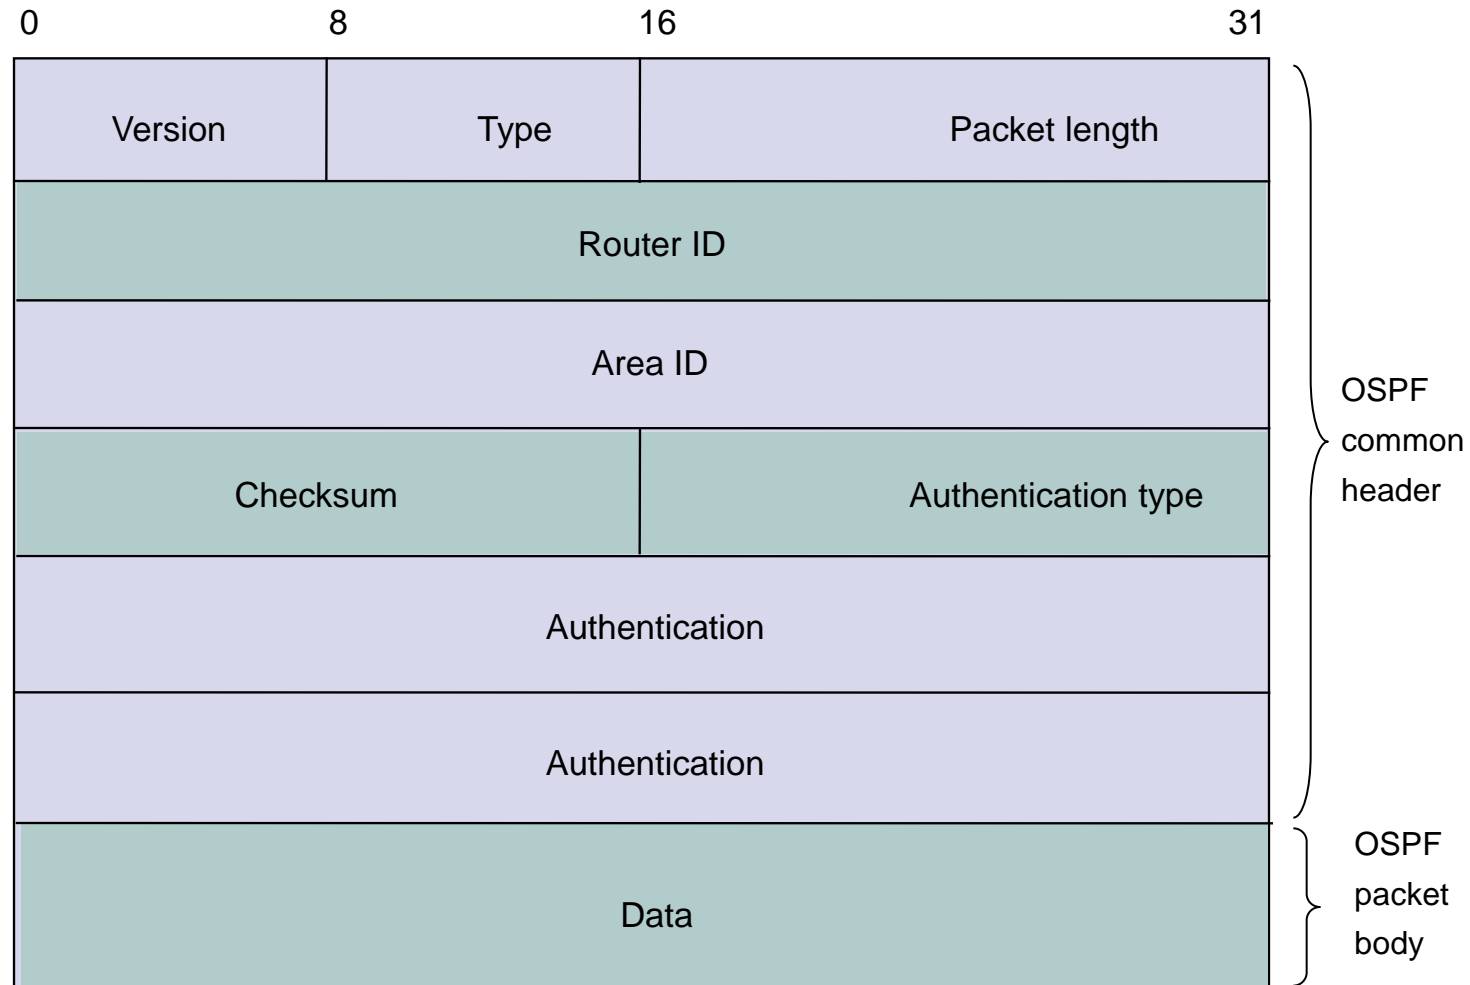 0 8 16 31
Version Type Packet length
Router ID
Area ID
OSPF
common
header
Checksum Authentication type
Authentication
Authentication
OSPF
packet
body
Data